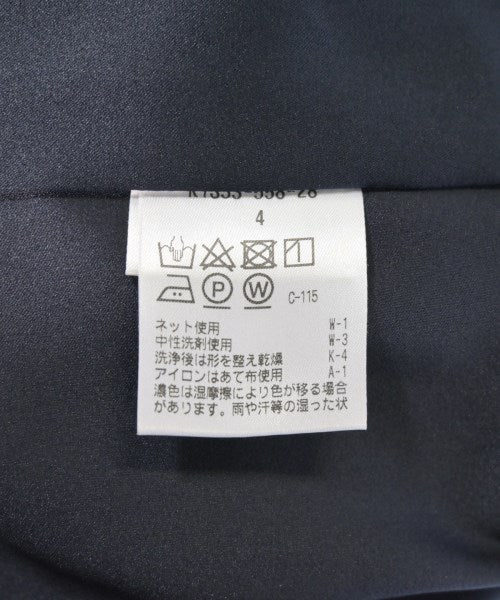 K7353-558-28
4
P W C-115
ネット使用 W-1
中性洗剤使用 W-3
洗浄後は形を整え乾燥 K-4
アイロンはあて布使用 A-1
濃色は湿摩擦により色が移る場合
があります。雨や汗等の湿った状